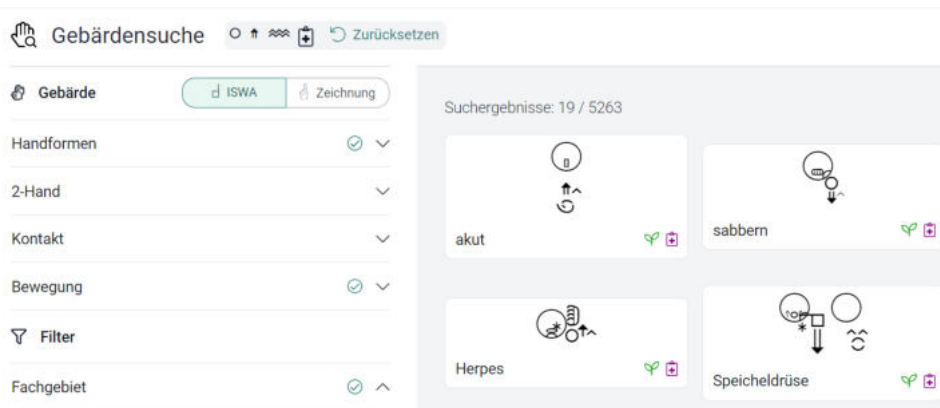 Gebärdensuche
Zurücksetzen
Gebärde
ISWA
Zeichnung
Handformen
2-Hand
Kontakt
Bewegung
Filter
Fachgebiet
Suchergebnisse: 19 / 5263
akut
sabbern
Herpes
Speicheldrüse